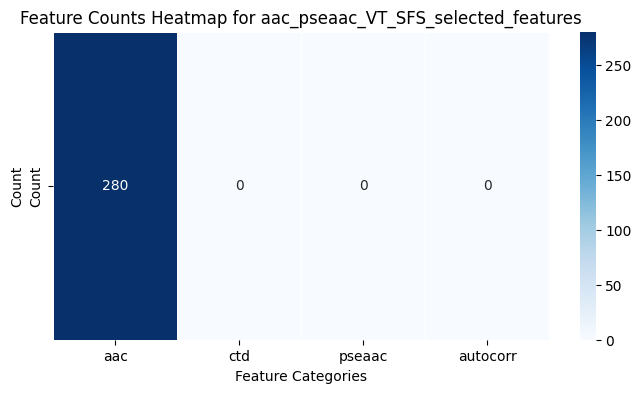 Feature Counts Heatmap for aac_pseaac_VT_SFS_selected_features
Count
Count
280 0 0 0
aac ctd pseaac autocorr
Feature Categories
250
200
150
100
50
0